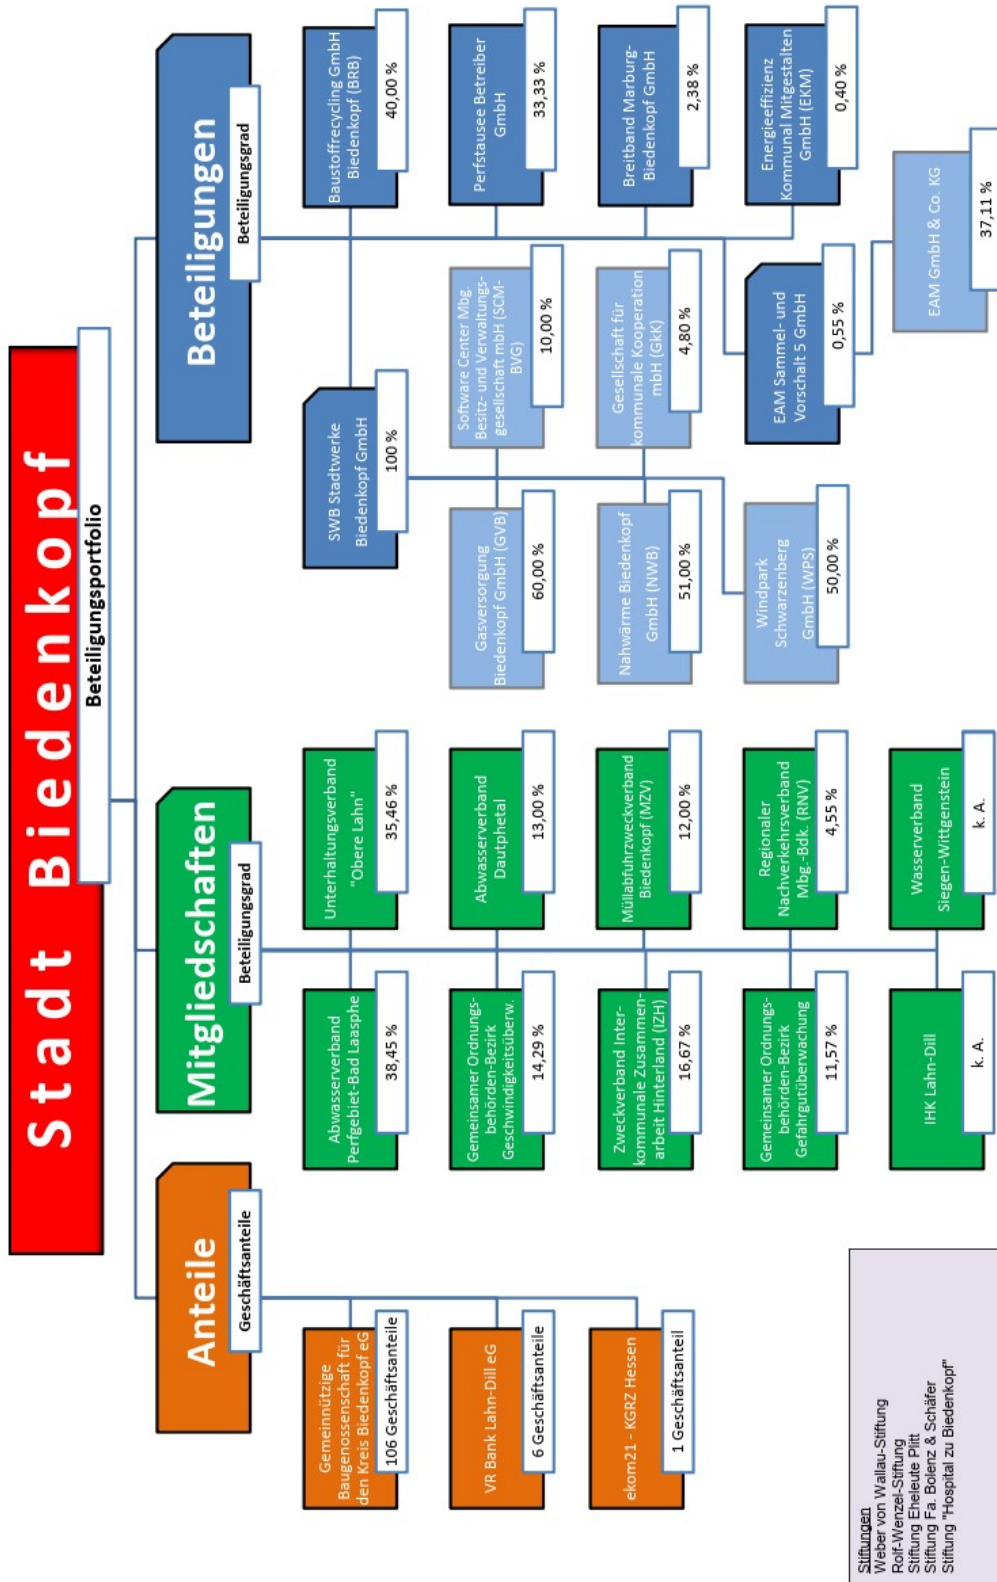 Stadt Biedenkopf
Beteiligungsportfolio
Anteile
Geschäftsanteile
Gemeinnützige
Baugenossenschaft für
den Kreis Biedenkopf eG
106 Geschäftsanteile
VR Bank Lahn-Dill eG
6 Geschäftsanteile
ekom21 - KGRZ Hessen
1 Geschäftsanteil
Mitgliedschaften
Beteiligungsgrad
Abwasserverband
Perfgebiet-Bad Laasphe
38,45 %
Unterhaltungsverband
"Obere Lahn"
35,46 %
Gemeinsamer Ordnungs-
behörden-Bezirk
Geschwindigkeitsüberw.
14,29 %
Abwasserverband
Dautphetal
13,00 %
Zweckverband Inter-
kommunale Zusammen-
arbeit Hinterland (IZH)
16,67 %
Müllabfuhrzweckverband
Biedenkopf (MZV)
12,00 %
Gemeinsamer Ordnungs-
behörden-Bezirk
Gefahrgutüberwachung
11,57 %
Regionaler
Nachverkehrsverband
Mbg.-Bdk. (RNV)
4,55 %
IHK Lahn-Dill
k. A.
Wasserverband
Siegen-Wittgenstein
k. A.
Beteiligungen
Beteiligungsgrad
SWB Stadtwerke
Biedenkopf GmbH
100 %
Baustoffrecycling GmbH
Biedenkopf (BRB)
40,00 %
Gasversorgung
Biedenkopf GmbH (GVB)
60,00 %
Software Center Mbg.
Besitz- und Verwaltungs-
gesellschaft mbH (SCM-
BVG)
10,00 %
Perfstausee Betreiber
GmbH
33,33 %
Nahwärme Biedenkopf
GmbH (NWB)
51,00 %
Gesellschaft für
kommunale Kooperation
mbH (GkK)
4,80 %
Breitband Marburg-
Biedenkopf GmbH
2,38 %
Windpark
Schwarzenberg
GmbH (WPS)
50,00 %
EAM Sammel- und
Vorschalt 5 GmbH
0,55 %
Energieeffizienz
Kommunal Mitgestalten
GmbH (EKM)
0,40 %
EAM GmbH & Co. KG
37,11 %
Stiftungen
Weber von Wallau-Stiftung
Rolf-Wenzel-Stiftung
Stiftung Eheleute Plitt
Stiftung Fa. Bolenz & Schäfer
Stiftung "Hospital zu Biedenkopf"